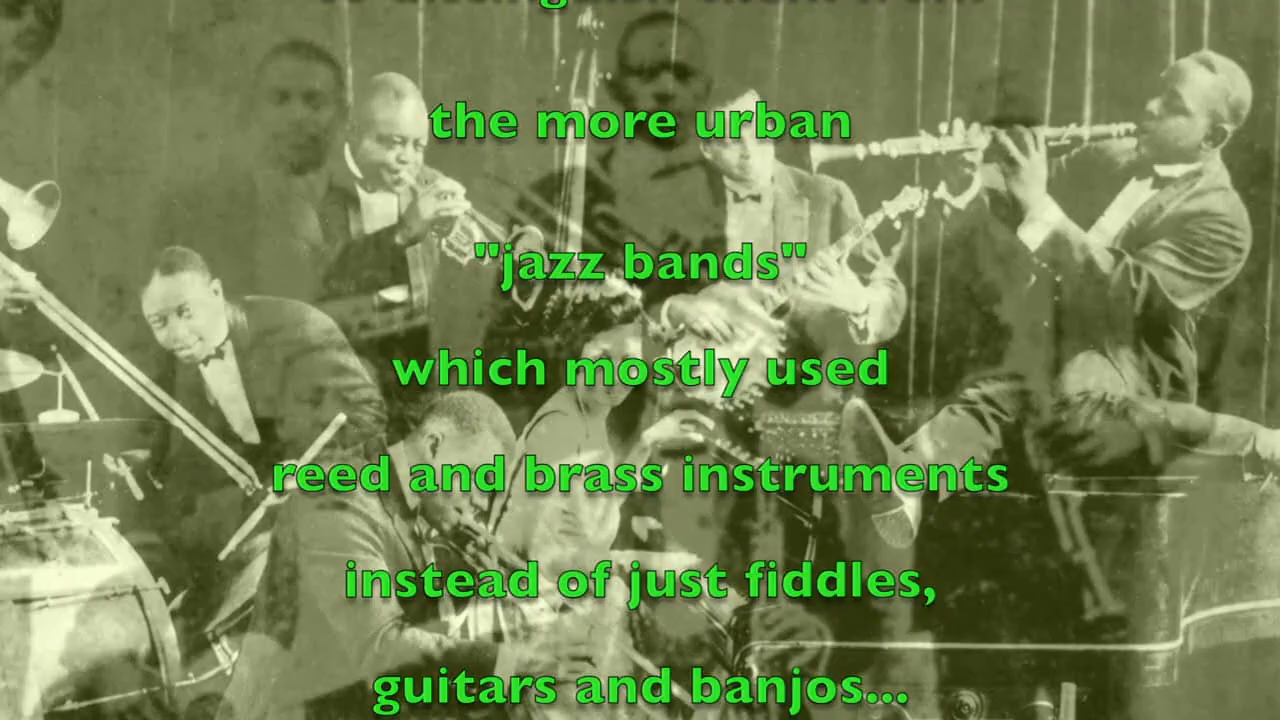 the more urban
"jazz bands"
which mostly used
reed and brass instruments
instead of just fiddles,
guitars and banjos...